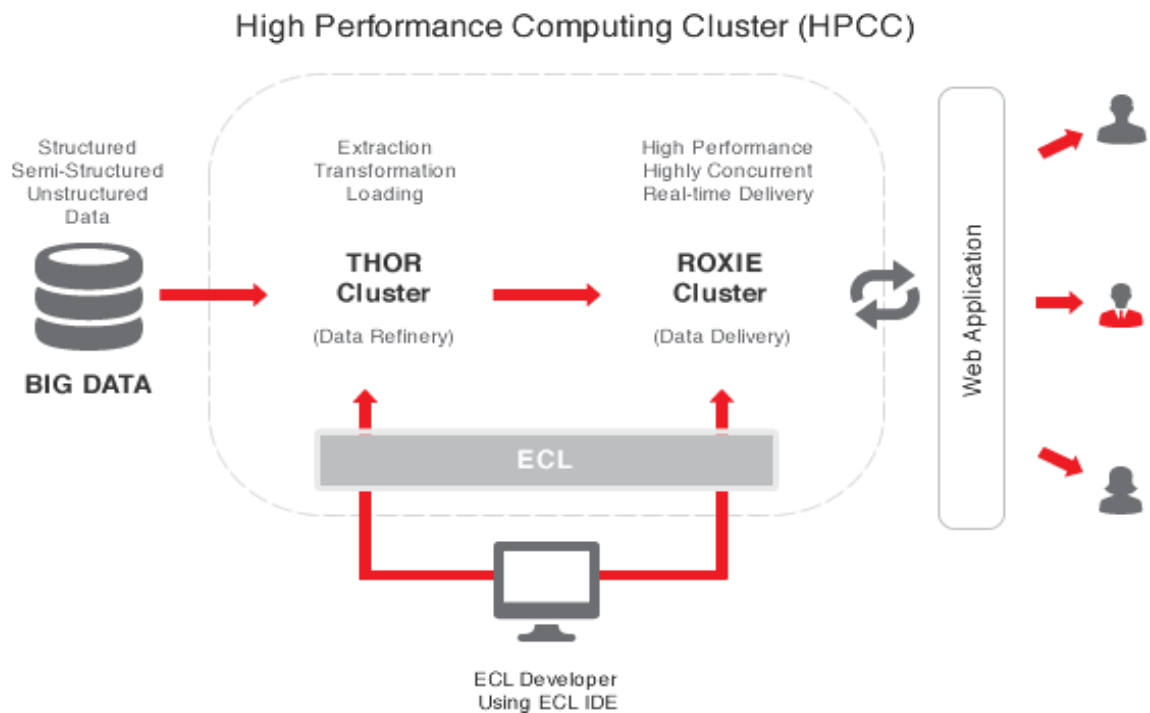 High Performance Computing Cluster (HPCC)
Structured
Semi-Structured
Unstructured
Data
BIG DATA
Extraction
Transformation
Loading
THOR
Cluster
(Data Refinery)
High Performance
Highly Concurrent
Real-time Delivery
ROXIE
Cluster
(Data Delivery)
ECL
Web Application
ECL Developer
Using ECL IDE